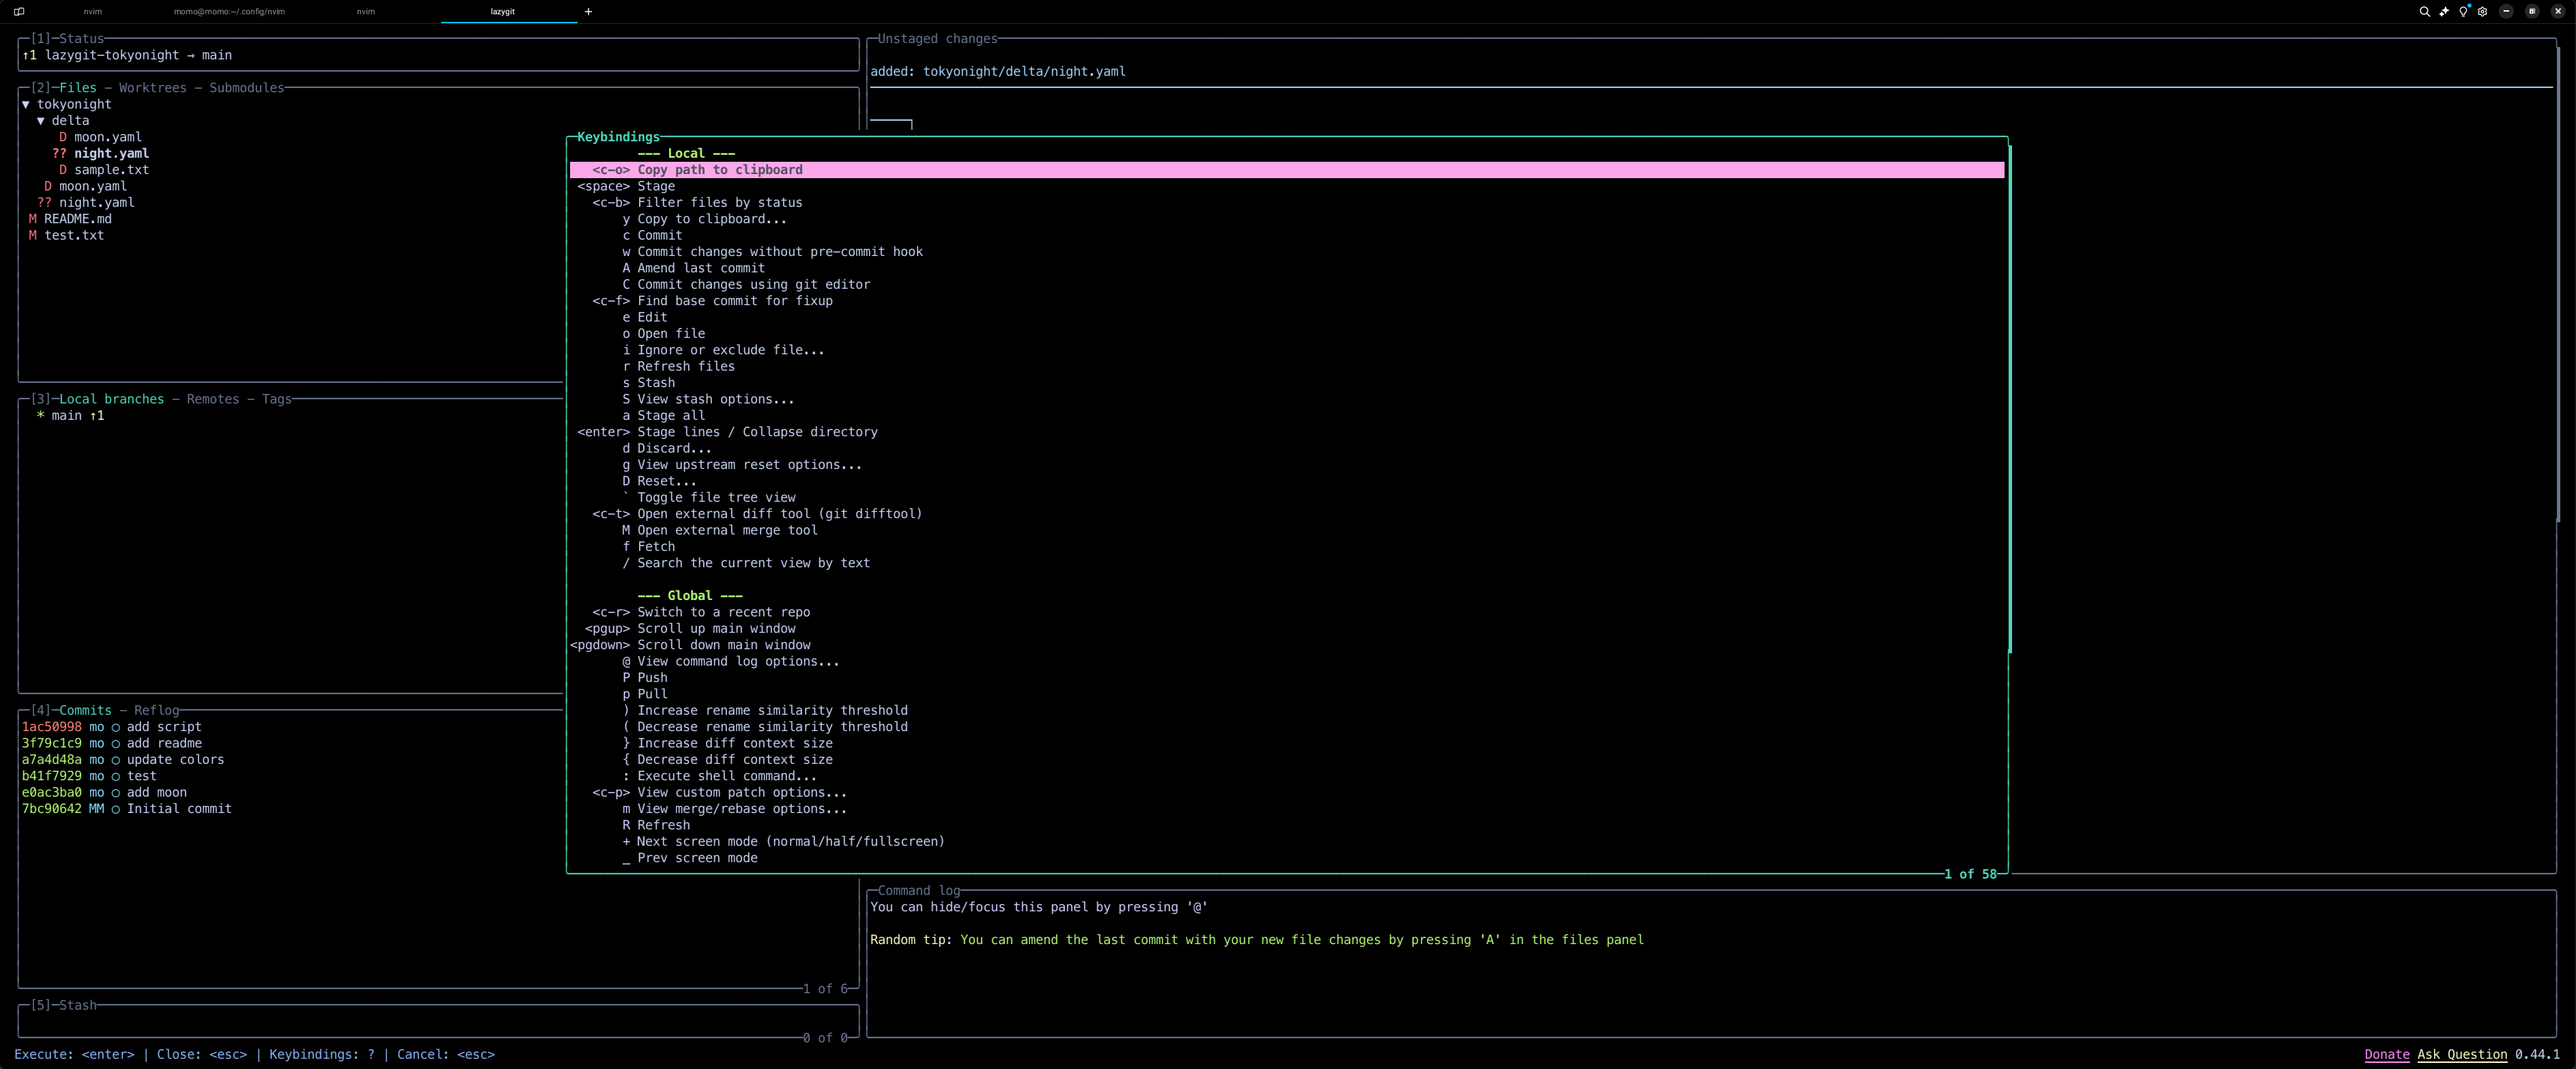 nvim momo@momo:~/.config/nvim nvim lazygit +
[1]─Status
↑1 lazygit-tokyonight → main
[2]─Files - Worktrees - Submodules
▼ tokyonight
▼ delta
D moon.yaml
?? night.yaml
D sample.txt
D moon.yaml
?? night.yaml
M README.md
M test.txt
[3]─Local branches - Remotes - Tags
* main ↑1
[4]─Commits - Reflog
1ac50998 mo ○ add script
3f79c1c9 mo ○ add readme
a7a4d48a mo ○ update colors
b41f7929 mo ○ test
e0ac3ba0 mo ○ add moon
7bc90642 MM ○ Initial commit
1 of 6
[5]─Stash
0 of 0
Unstaged changes
added: tokyonight/delta/night.yaml
Keybindings
--- Local ---
<c-o> Copy path to clipboard
<space> Stage
<c-b> Filter files by status
y Copy to clipboard...
c Commit
w Commit changes without pre-commit hook
A Amend last commit
C Commit changes using git editor
<c-f> Find base commit for fixup
e Edit
o Open file
i Ignore or exclude file...
r Refresh files
s Stash
S View stash options...
a Stage all
<enter> Stage lines / Collapse directory
d Discard...
g View upstream reset options...
D Reset...
` Toggle file tree view
<c-t> Open external diff tool (git difftool)
M Open external merge tool
f Fetch
/ Search the current view by text
--- Global ---
<c-r> Switch to a recent repo
<pgup> Scroll up main window
<pgdown> Scroll down main window
@ View command log options...
P Push
p Pull
) Increase rename similarity threshold
( Decrease rename similarity threshold
} Increase diff context size
{ Decrease diff context size
: Execute shell command...
<c-p> View custom patch options...
m View merge/rebase options...
R Refresh
+ Next screen mode (normal/half/fullscreen)
_ Prev screen mode
1 of 58
Command log
You can hide/focus this panel by pressing '@'
Random tip: You can amend the last commit with your new file changes by pressing 'A' in the files panel
Execute: <enter> | Close: <esc> | Keybindings: ? | Cancel: <esc>
Donate Ask Question 0.44.1